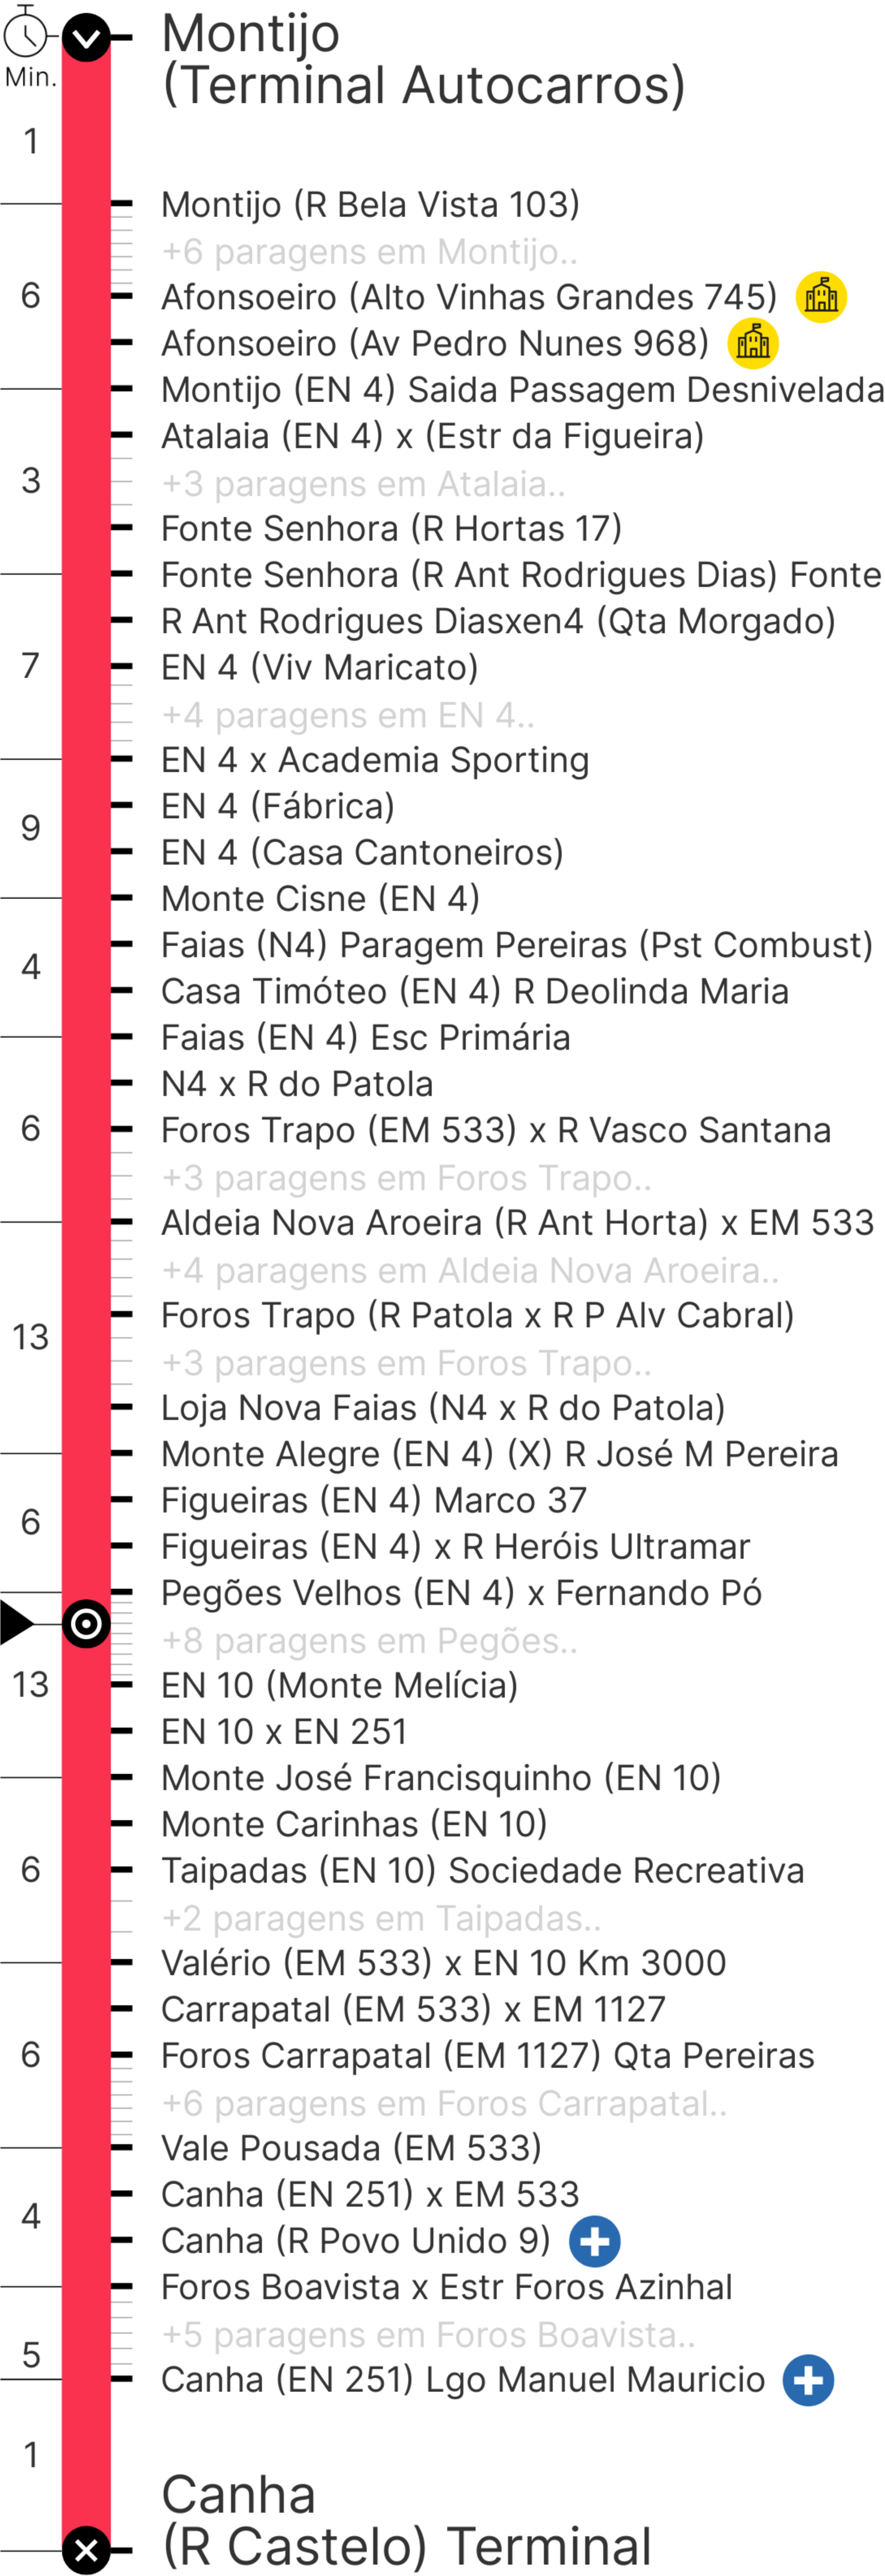 Montijo
(Terminal Autocarros)
Min.
1
Montijo (R Bela Vista 103)
+6 paragens em Montijo..
6
Afonsoeiro (Alto Vinhas Grandes 745)
Afonsoeiro (Av Pedro Nunes 968)
Montijo (EN 4) Saida Passagem Desnivelada
Atalaia (EN 4) x (Estr da Figueira)
3
+3 paragens em Atalaia..
Fonte Senhora (R Hortas 17)
Fonte Senhora (R Ant Rodrigues Dias) Fonte
R Ant Rodrigues Diasxen4 (Qta Morgado)
7
EN 4 (Viv Maricato)
+4 paragens em EN 4..
EN 4 x Academia Sporting
EN 4 (Fábrica)
9
EN 4 (Casa Cantoneiros)
Monte Cisne (EN 4)
Faias (N4) Paragem Pereiras (Pst Combust)
4
Casa Timóteo (EN 4) R Deolinda Maria
Faias (EN 4) Esc Primária
N4 x R do Patola
6
Foros Trapo (EM 533) x R Vasco Santana
+3 paragens em Foros Trapo..
Aldeia Nova Aroeira (R Ant Horta) x EM 533
+4 paragens em Aldeia Nova Aroeira..
Foros Trapo (R Patola x R P Alv Cabral)
13
+3 paragens em Foros Trapo..
Loja Nova Faias (N4 x R do Patola)
Monte Alegre (EN 4) (X) R José M Pereira
Figueiras (EN 4) Marco 37
6
Figueiras (EN 4) x R Heróis Ultramar
Pegões Velhos (EN 4) x Fernando Pó
+8 paragens em Pegões..
13
EN 10 (Monte Melícia)
EN 10 x EN 251
Monte José Francisquinho (EN 10)
Monte Carinhas (EN 10)
6
Taipadas (EN 10) Sociedade Recreativa
+2 paragens em Taipadas..
Valério (EM 533) x EN 10 Km 3000
Carrapatal (EM 533) x EM 1127
6
Foros Carrapatal (EM 1127) Qta Pereiras
+6 paragens em Foros Carrapatal..
Vale Pousada (EM 533)
Canha (EN 251) x EM 533
4
Canha (R Povo Unido 9)
Foros Boavista x Estr Foros Azinhal
+5 paragens em Foros Boavista..
5
Canha (EN 251) Lgo Manuel Mauricio
1
Canha
(R Castelo) Terminal